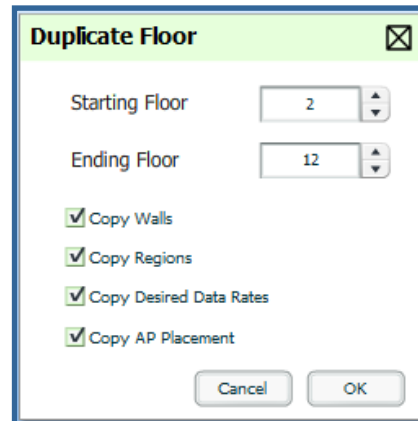 Duplicate Floor
Starting Floor 2
Ending Floor 12
Copy Walls
Copy Regions
Copy Desired Data Rates
Copy AP Placement
Cancel OK